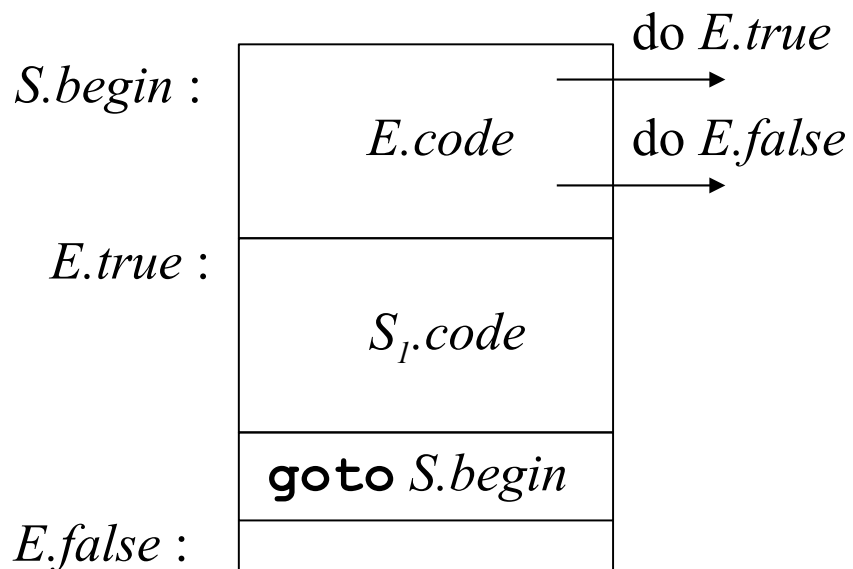 do E.true
S.begin :
E.code
do E.false
E.true :
S₁.code
goto S.begin
E.false :